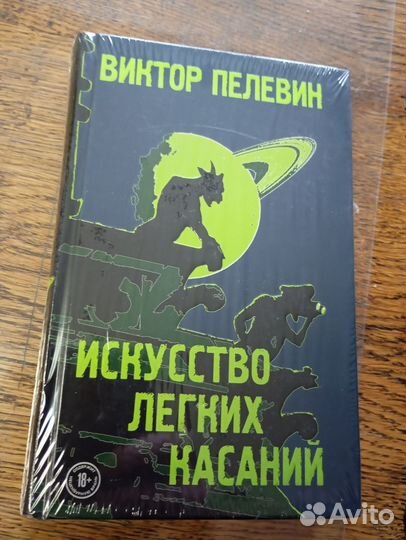 ВИКТОР ПЕЛЕВИН
ИСКУССТВО
ЛЕГКИХ
КАСАНИЙ
18+
Avito